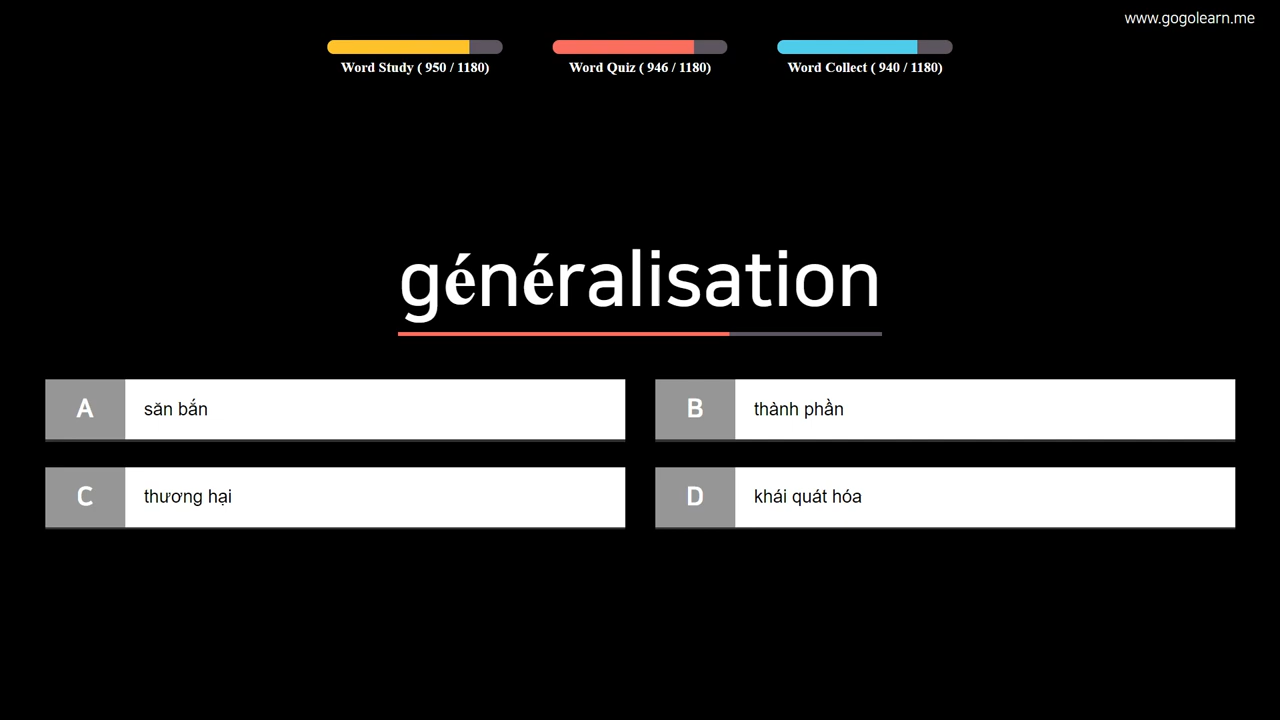 www.gogolearn.me
Word Study ( 950 / 1180)
Word Quiz ( 946 / 1180)
Word Collect ( 940 / 1180)
généralisation
A
săn bắn
B
thành phần
C
thương hại
D
khái quát hóa